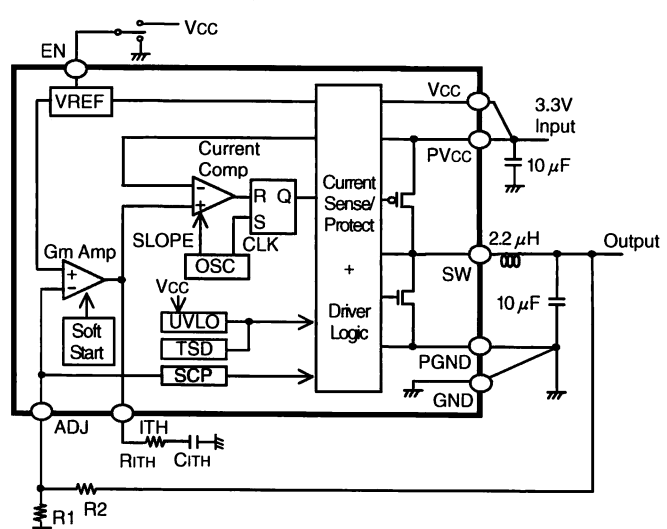 VCC
EN
VREF
VCC
3.3V
Input
Current
Comp
PVCC
10 μF
-
+
R Q
S
Current
Sense/
Protect
+
Driver
Logic
SLOPE
CLK
OSC
2.2 μH
Output
SW
Gm Amp
+
-
VCC
UVLO
10 μF
Soft
Start
TSD
SCP
PGND
GND
ADJ
ITH
RITH
CITH
R2
R1